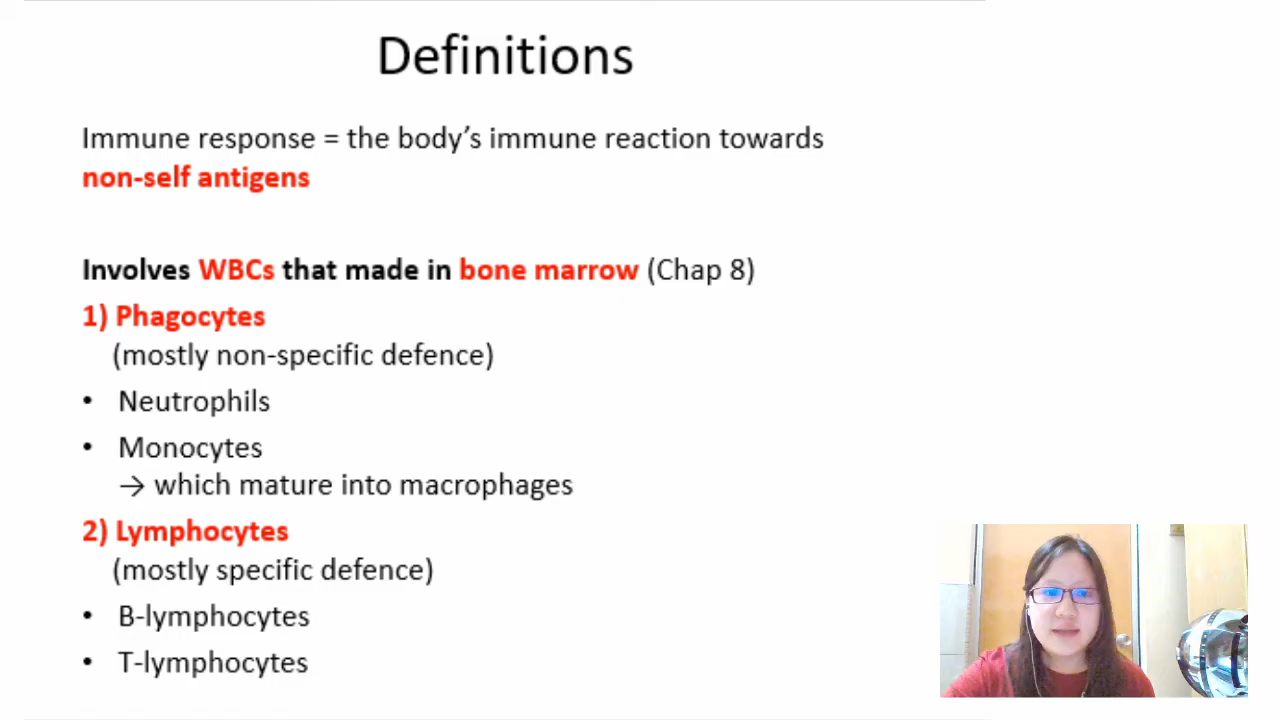 Definitions
Immune response = the body’s immune reaction towards
non-self antigens
Involves WBCs that made in bone marrow (Chap 8)
1) Phagocytes
(mostly non-specific defence)
• Neutrophils
• Monocytes
→ which mature into macrophages
2) Lymphocytes
(mostly specific defence)
• B-lymphocytes
• T-lymphocytes